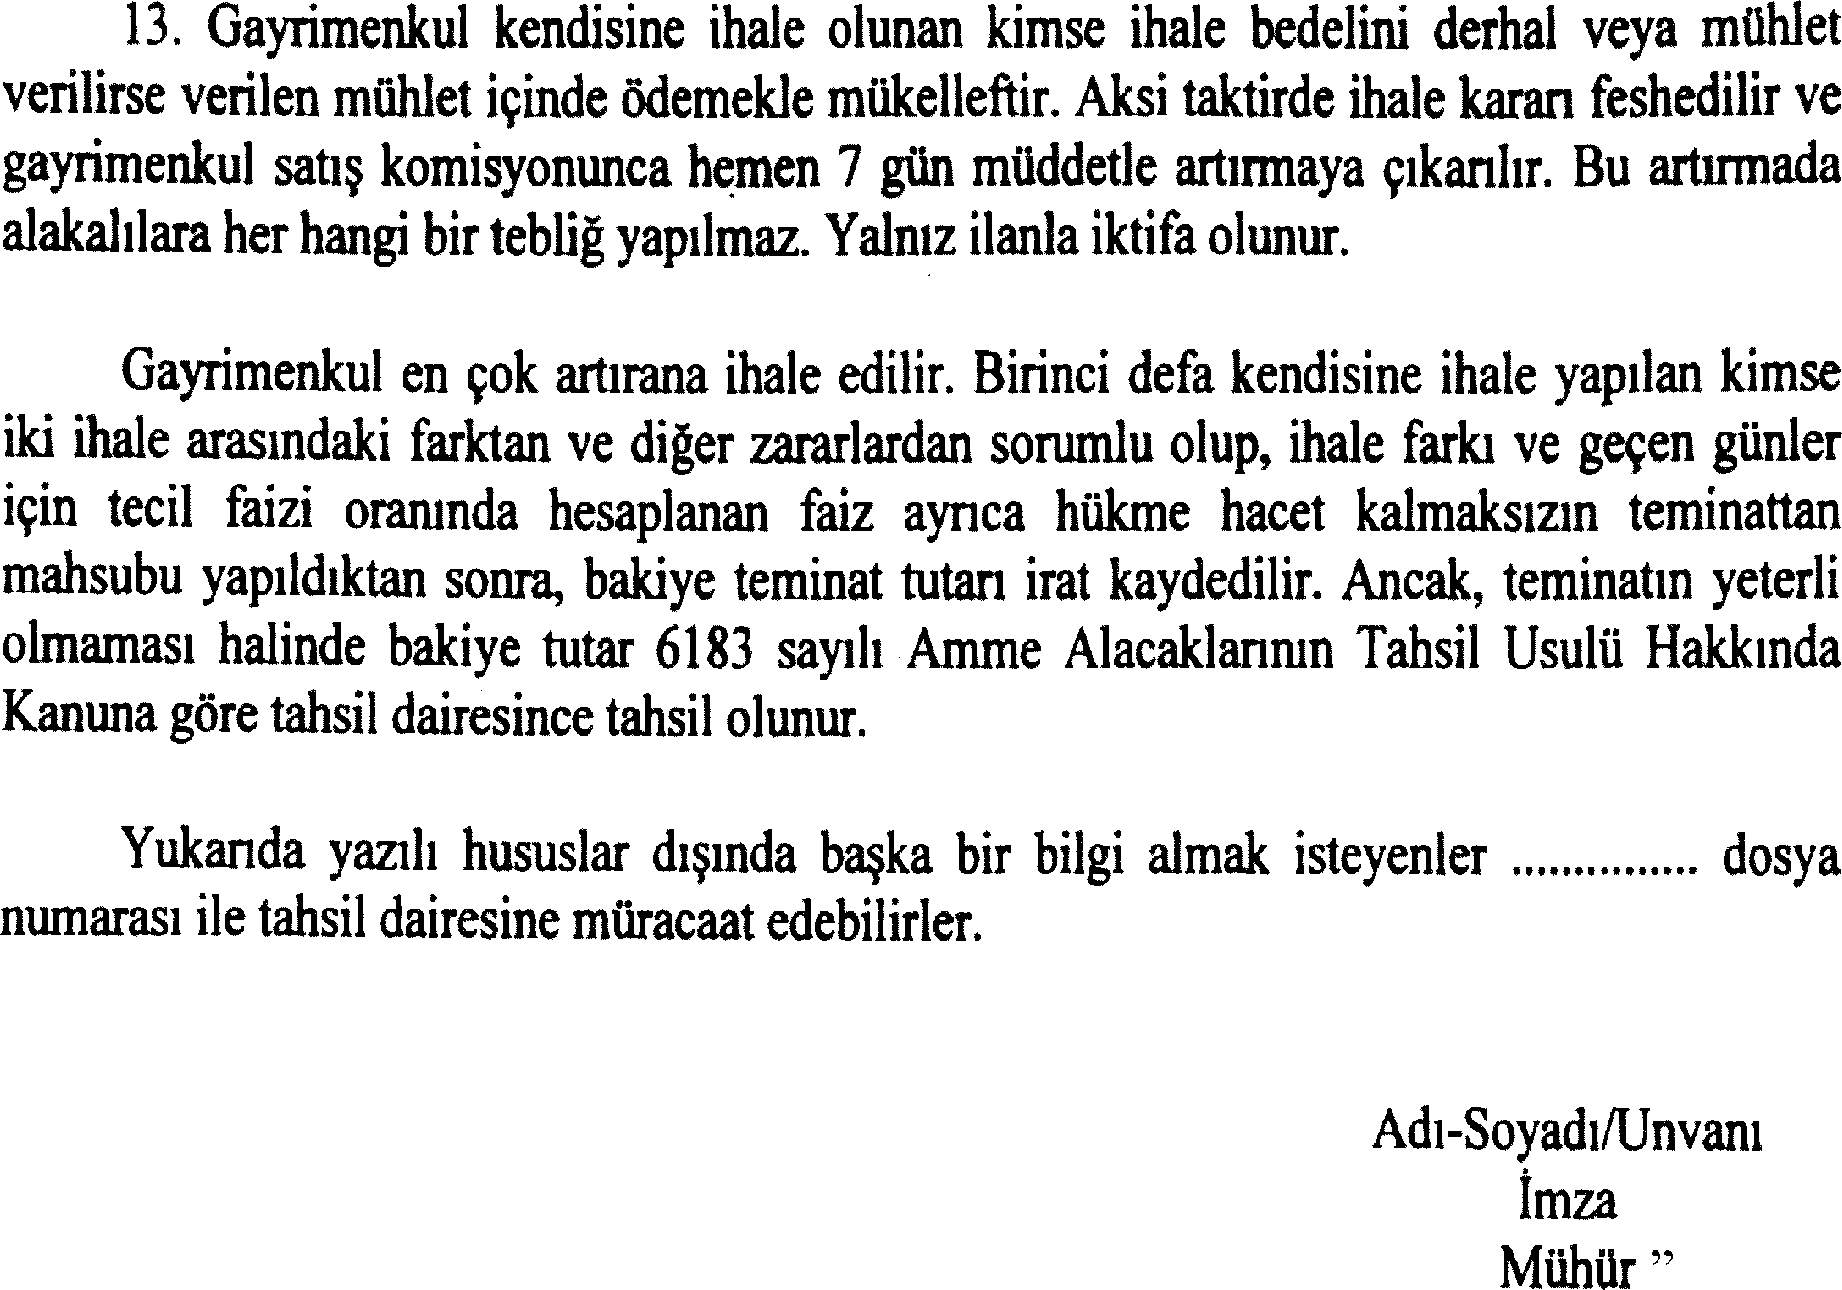 13. Gayrimenkul kendisine ihale olunan kimse ihale bedelini derhal veya mühlet
verilirse verilen mühlet içinde ödemekle mükelleftir. Aksi taktirde ihale kararı feshedilir ve
gayrimenkul satış komisyonunca hemen 7 gün müddetle artırmaya çıkarılır. Bu artırmada
alakalılara her hangi bir tebliğ yapılmaz. Yalnız ilanla iktifa olunur.
Gayrimenkul en çok artırana ihale edilir. Birinci defa kendisine ihale yapılan kimse
iki ihale arasındaki farktan ve diğer zararlardan sorumlu olup, ihale farkı ve geçen günler
için tecil faizi oranında hesaplanan faiz ayrıca hükme hacet kalmaksızın teminattan
mahsubu yapıldıktan sonra, bakiye teminat tutarı irat kaydedilir. Ancak, teminatın yeterli
olmaması halinde bakiye tutar 6183 sayılı Amme Alacaklarının Tahsil Usulü Hakkında
Kanuna göre tahsil dairesince tahsil olunur.
Yukarıda yazılı hususlar dışında başka bir bilgi almak isteyenler ............... dosya
numarası ile tahsil dairesine müracaat edebilirler.
Adı-Soyadı/Unvanı
İmza
Mühür ”